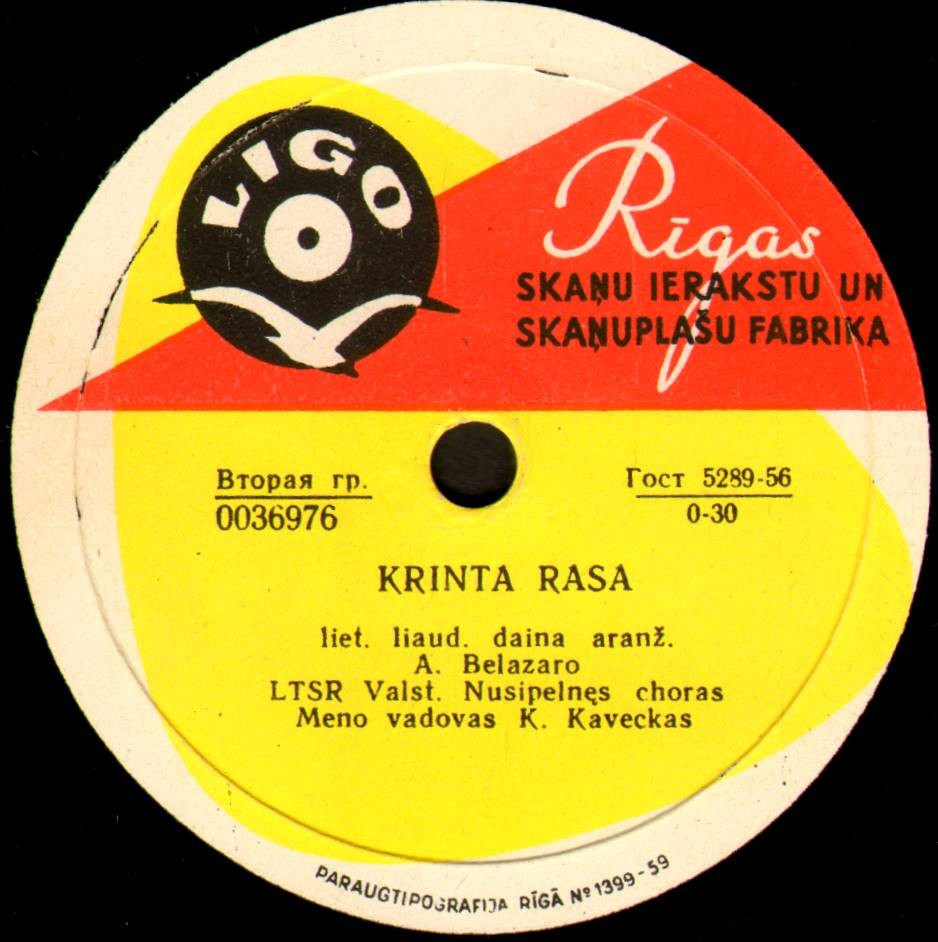 LIGO
Rīgas
SKAŅU IERAKSTU UN
SKAŅUPLAŠU FABRIKA
Вторая гр.
0036976
Гост 5289-56
0-30
KRINTA RASA
liet. liaud. daina aranž.
A. Belazaro
LTSR Valst. Nusipelnęs choras
Meno vadovas K. Kaveckas
PARAUGTIPOGRAFIJA RĪGĀ Nº 1399-59